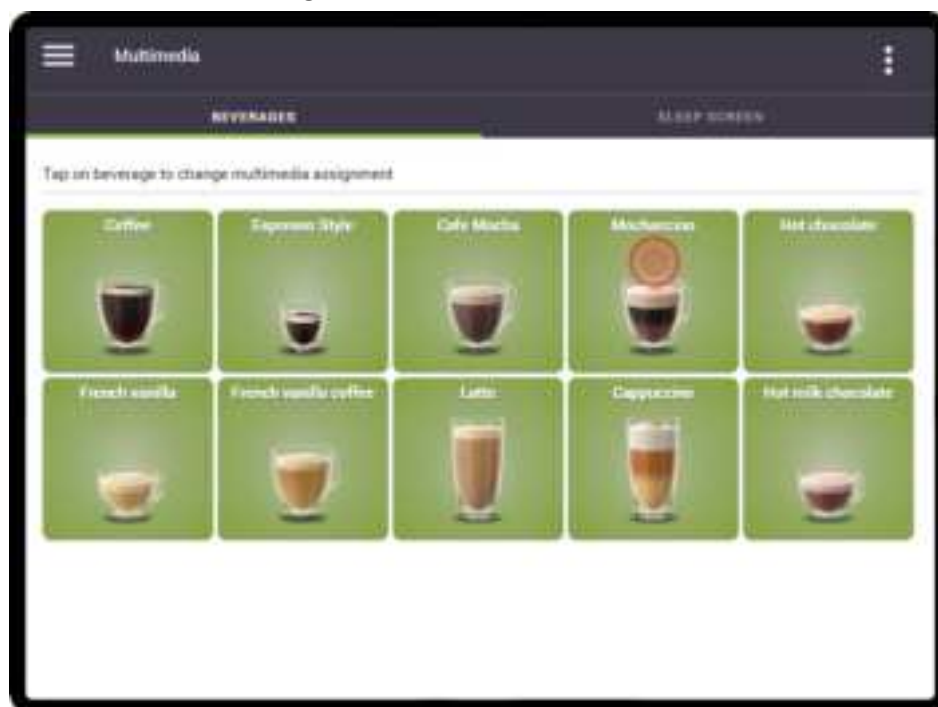 Multimedia
BEVERAGES
SLEEP SCREEN
Tap on beverage to change multimedia assignment
Coffee
Espresso Style
Cafe Mocha
Mochaccino
Hot chocolate
French vanilla
French vanilla coffee
Latte
Cappuccino
Hot milk chocolate